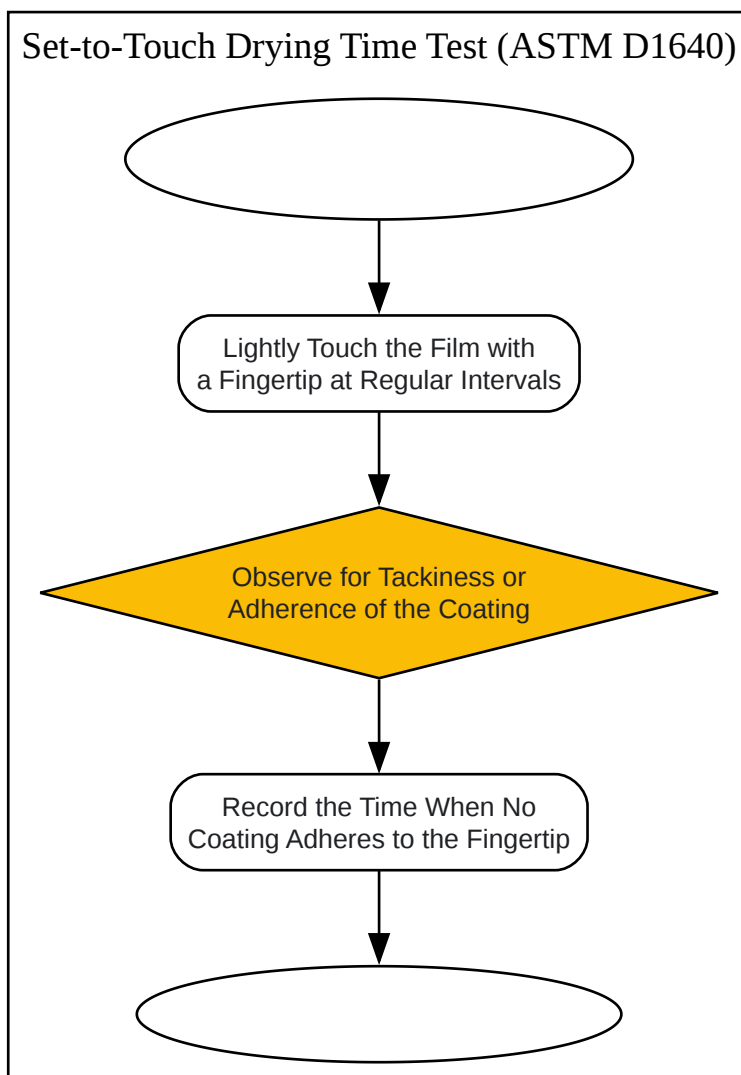 Set-to-Touch Drying Time Test (ASTM D1640)
Lightly Touch the Film with
a Fingertip at Regular Intervals
Observe for Tackiness or
Adherence of the Coating
Record the Time When No
Coating Adheres to the Fingertip